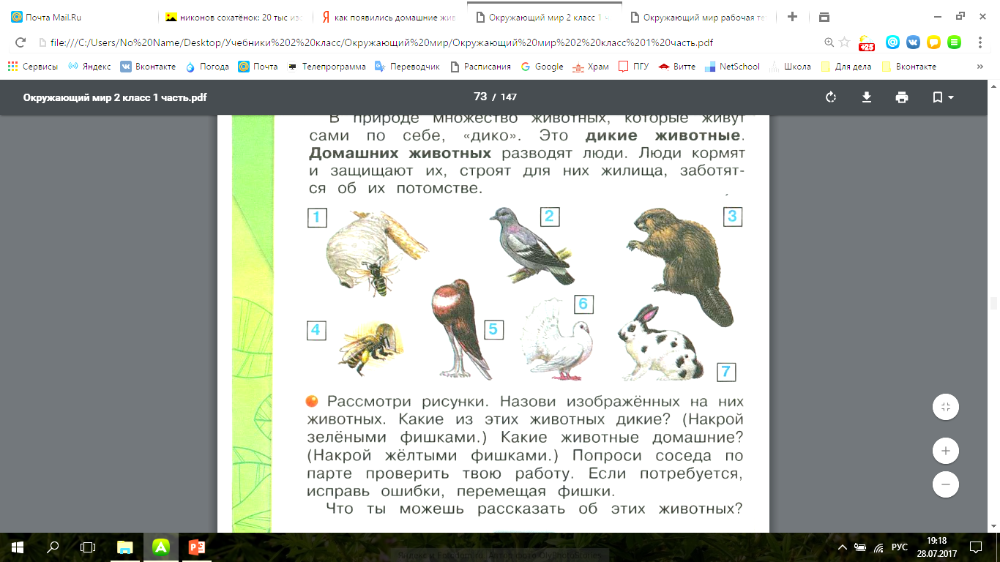 Почта Mail.Ru
никонов сохатёнок: 20 тыс изо
как появились домашние жив
Окружающий мир 2 класс 1 ч
Окружающий мир рабочая те
file:///C:/Users/No%20Name/Desktop/Учебники%202%20класс/Окружающий%20мир/Окружающий%20мир%202%20класс%201%20часть.pdf
+25
Сервисы Яндекс Вконтакте Погода Почта Телепрограмма Переводчик Расписания Google Храм ПГУ Витте NetSchool Школа Для дела Вконтакте »
Окружающий мир 2 класс 1 часть.pdf
73 / 147
В природе множество животных, которые живут
сами по себе, «дико». Это дикие животные.
Домашних животных разводят люди. Люди кормят
и защищают их, строят для них жилища, заботят-
ся об их потомстве.
1
2
3
4
5
6
7
Рассмотри рисунки. Назови изображённых на них
животных. Какие из этих животных дикие? (Накрой
зелёными фишками.) Какие животные домашние?
(Накрой жёлтыми фишками.) Попроси соседа по
парте проверить твою работу. Если потребуется,
исправь ошибки, перемещая фишки.
Что ты можешь рассказать об этих животных?
РУС
19:18
28.07.2017